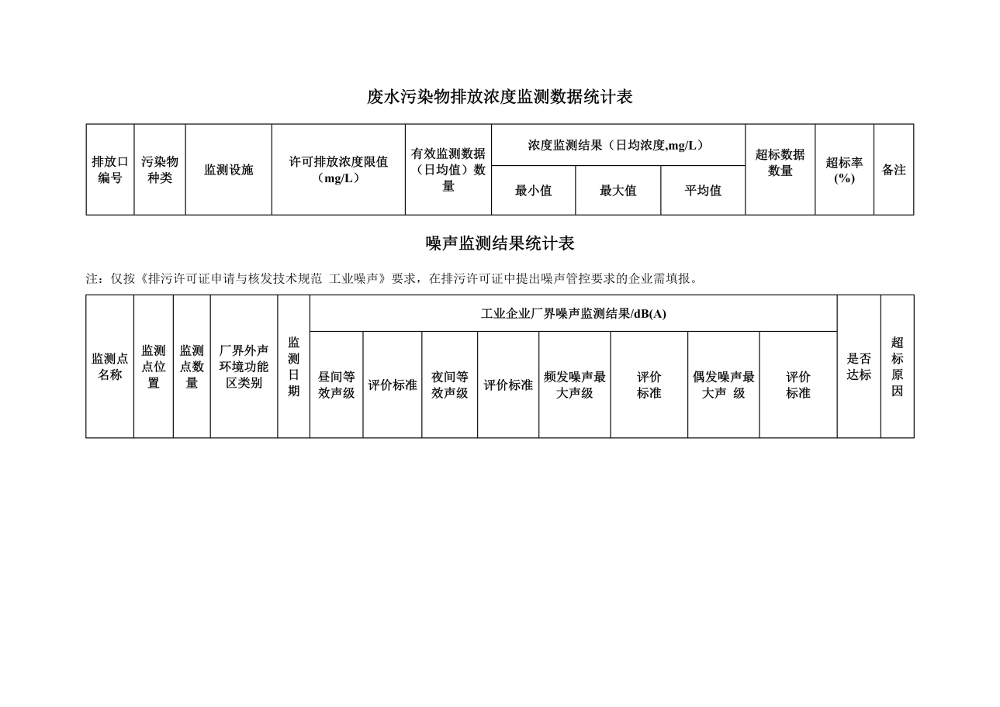 废水污染物排放浓度监测数据统计表
排放口
编号
污染物
种类
监测设施
许可排放浓度限值
（mg/L）
有效监测数据
（日均值）数
量
浓度监测结果（日均浓度,mg/L）
最小值
最大值
平均值
超标数据
数量
超标率
(%)
备注
噪声监测结果统计表
注：仅按《排污许可证申请与核发技术规范 工业噪声》要求，在排污许可证中提出噪声管控要求的企业需填报。
监测点
名称
监测
点位
置
监测
点数
量
厂界外声
环境功能
区类别
监
测
日
期
工业企业厂界噪声监测结果/dB(A)
昼间等
效声级
评价标准
夜间等
效声级
评价标准
频发噪声最
大声级
评价
标准
偶发噪声最
大声 级
评价
标准
是否
达标
超
标
原
因